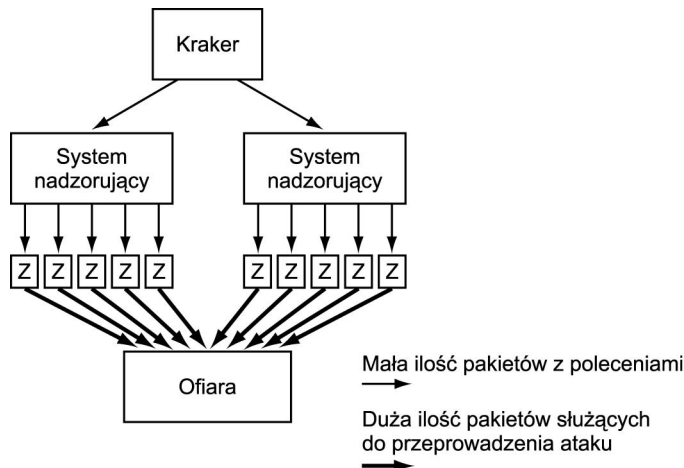 Kraker
System
nadzorujący
System
nadzorujący
Z Z Z Z Z
Z Z Z Z Z
Ofiara
Mała ilość pakietów z poleceniami
Duża ilość pakietów służących
do przeprowadzenia ataku